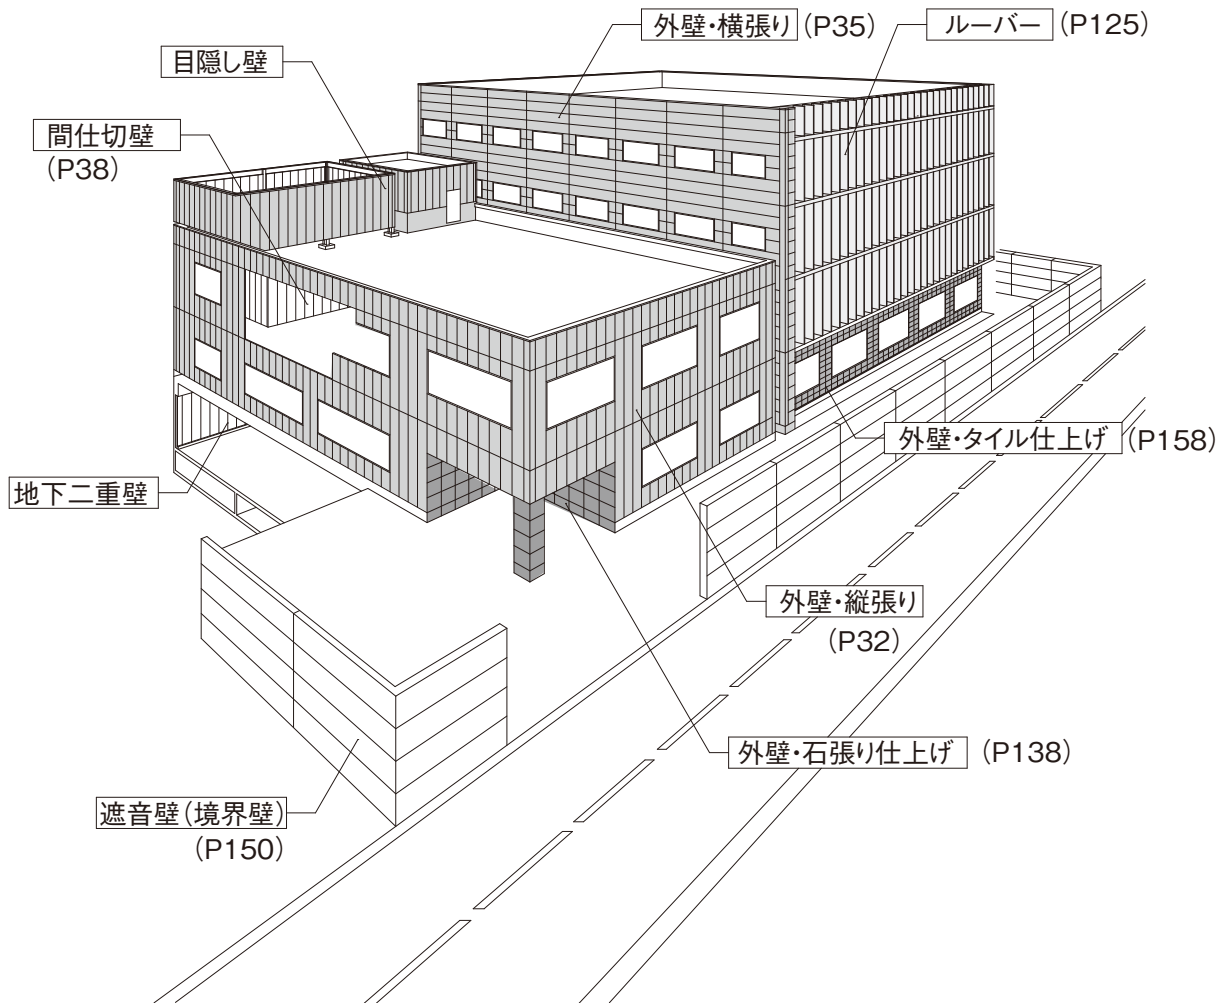 外壁・横張り (P35)
ルーバー (P125)
目隠し壁
間仕切壁
(P38)
外壁・タイル仕上げ (P158)
地下二重壁
外壁・縦張り
(P32)
外壁・石張り仕上げ (P138)
遮音壁(境界壁)
(P150)